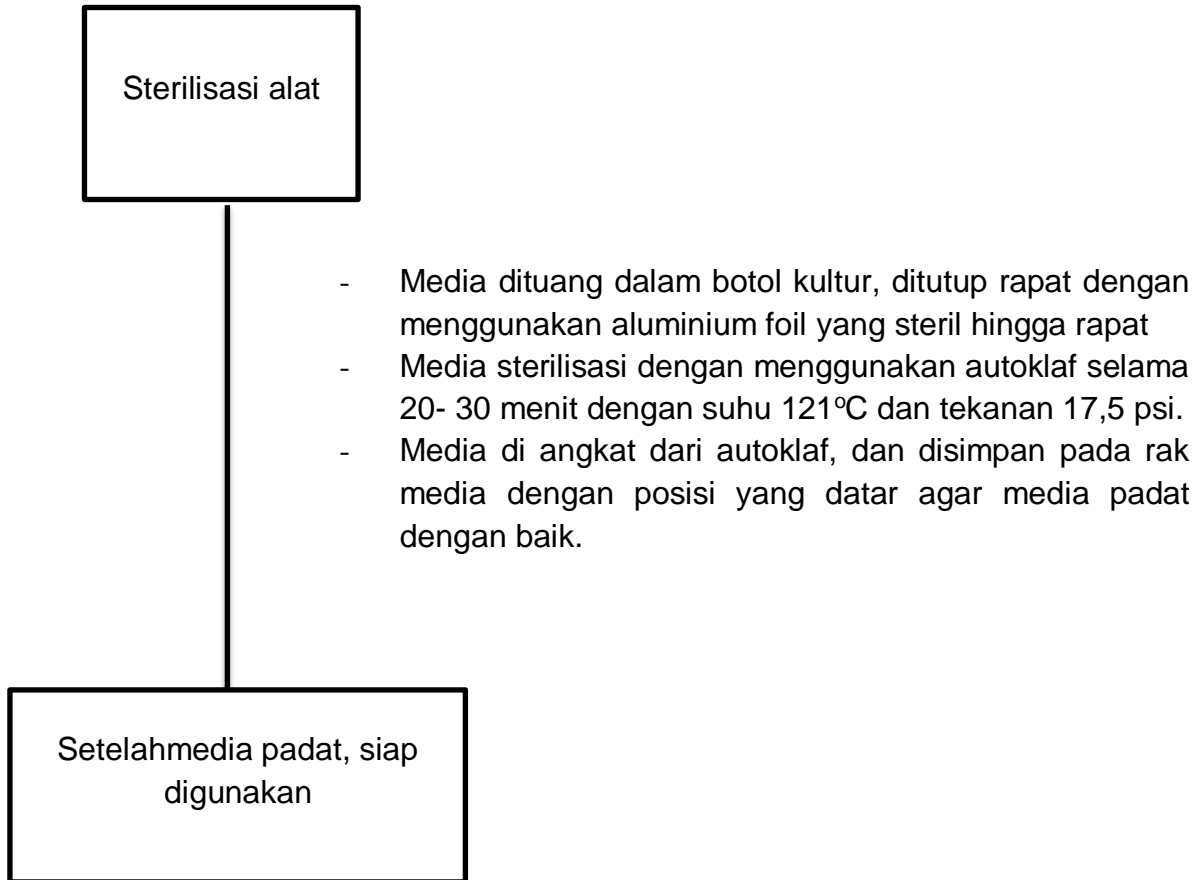 Sterilisasi alat
- Media dituang dalam botol kultur, ditutup rapat dengan
menggunakan aluminium foil yang steril hingga rapat
- Media sterilisasi dengan menggunakan autoklaf selama
20- 30 menit dengan suhu 121ºC dan tekanan 17,5 psi.
- Media di angkat dari autoklaf, dan disimpan pada rak
media dengan posisi yang datar agar media padat
dengan baik.
Setelahmedia padat, siap
digunakan